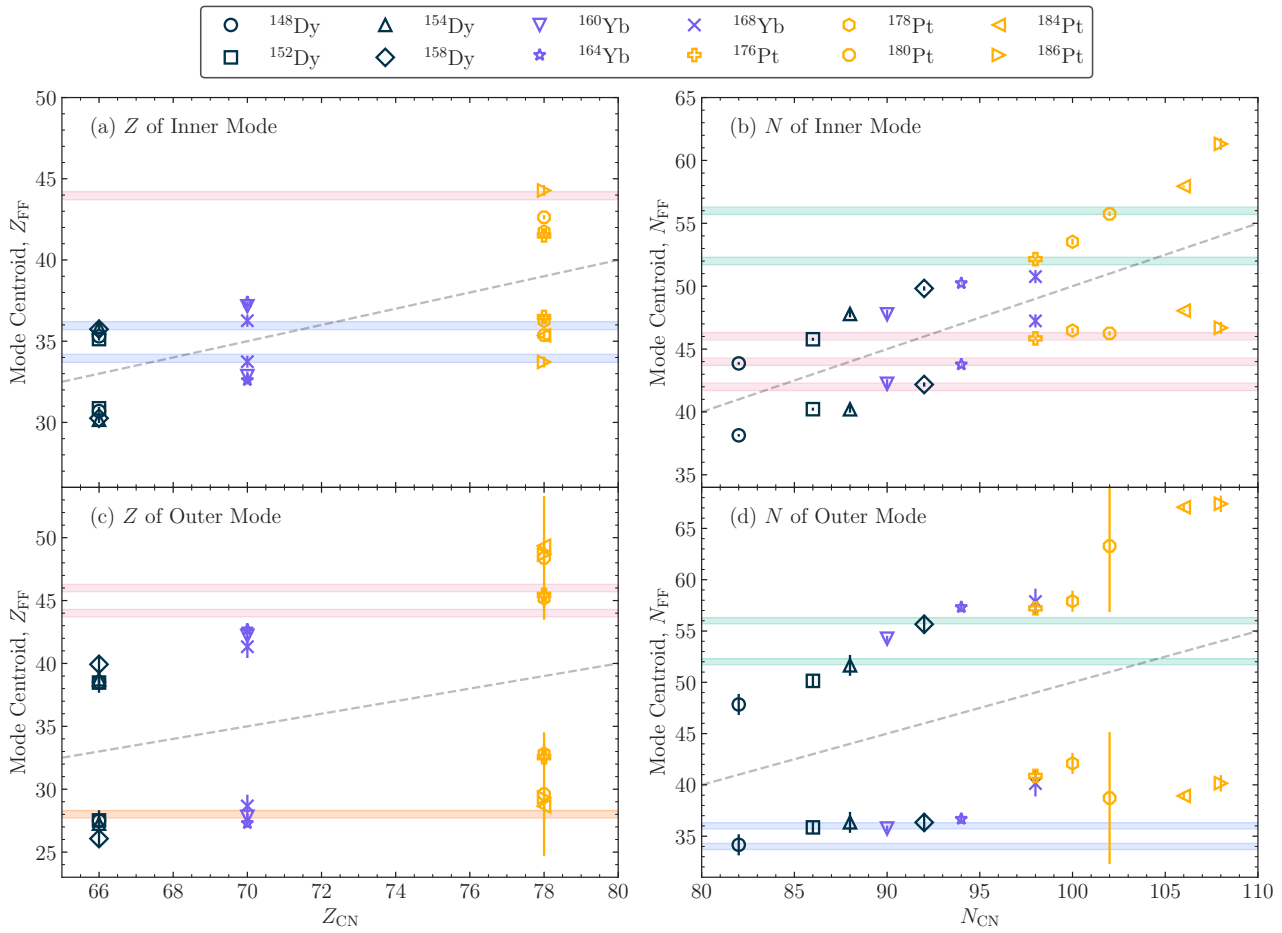 ¹⁴⁸Dy ¹⁵⁴Dy ¹⁶⁰Yb ¹⁶⁸Yb ¹⁷⁸Pt ¹⁸⁴Pt
¹⁵²Dy ¹⁵⁸Dy ¹⁶⁴Yb ¹⁷⁶Pt ¹⁸⁰Pt ¹⁸⁶Pt
(a) Z of Inner Mode
Mode Centroid, Z_FF
50
45
40
35
30
(b) N of Inner Mode
Mode Centroid, N_FF
65
60
55
50
45
40
35
(c) Z of Outer Mode
Mode Centroid, Z_FF
50
45
40
35
30
25
66 68 70 72 74 76 78 80
Z_CN
(d) N of Outer Mode
Mode Centroid, N_FF
65
60
55
50
45
40
35
80 85 90 95 100 105 110
N_CN